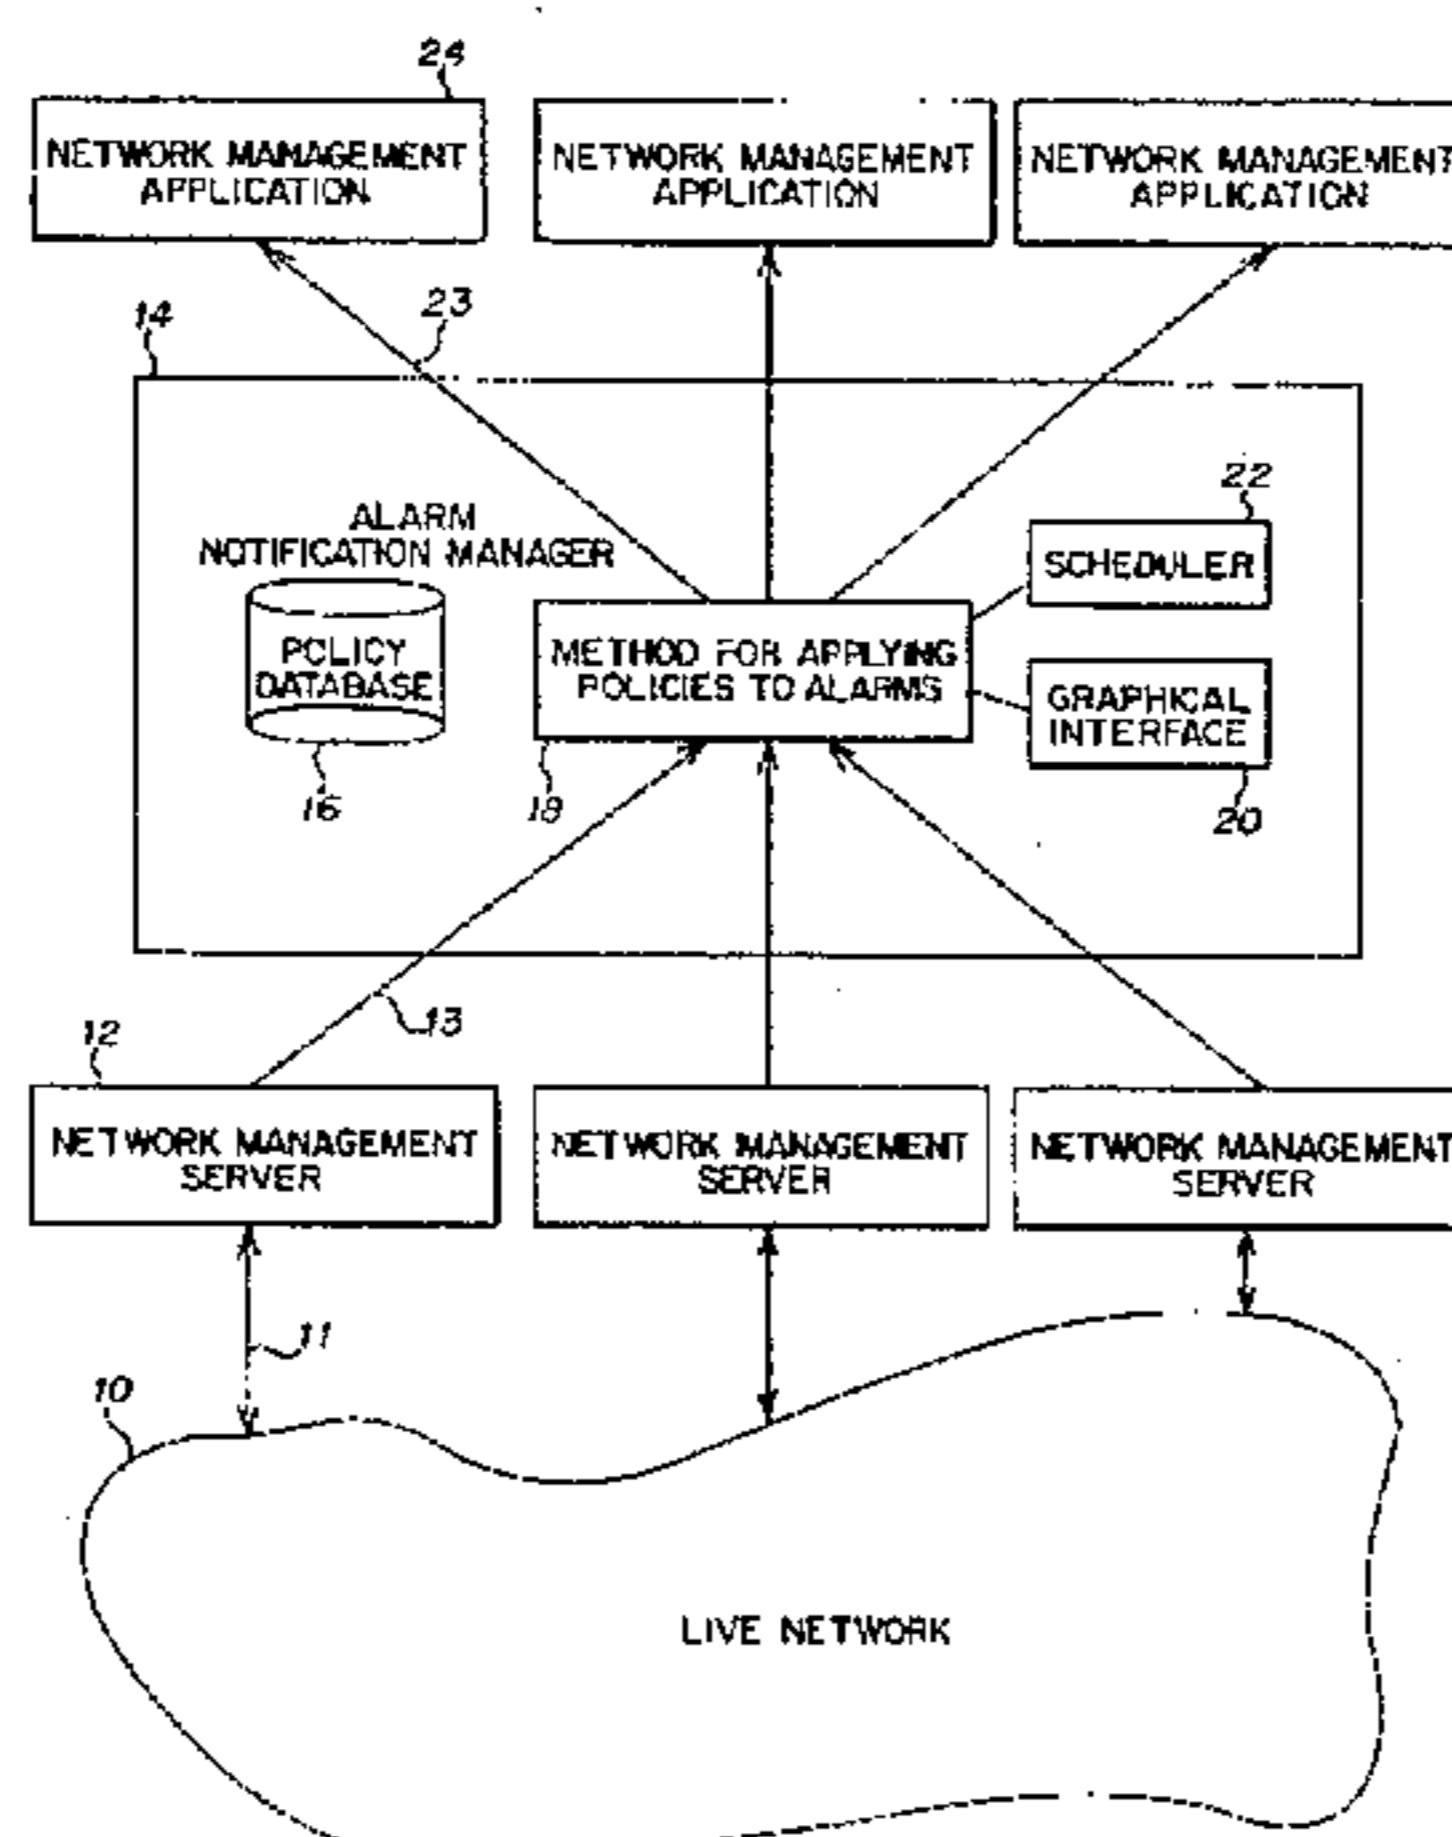 24
NETWORK MANAGEMENT
APPLICATION
NETWORK MANAGEMENT
APPLICATION
NETWORK MANAGEMENT
APPLICATION
23
14
22
ALARM
NOTIFICATION MANAGER
SCHEDULER
POLICY
DATABASE
METHOD FOR APPLYING
POLICIES TO ALARMS
GRAPHICAL
INTERFACE
16
18
20
13
12
NETWORK MANAGEMENT
SERVER
NETWORK MANAGEMENT
SERVER
NETWORK MANAGEMENT
SERVER
11
10
LIVE NETWORK